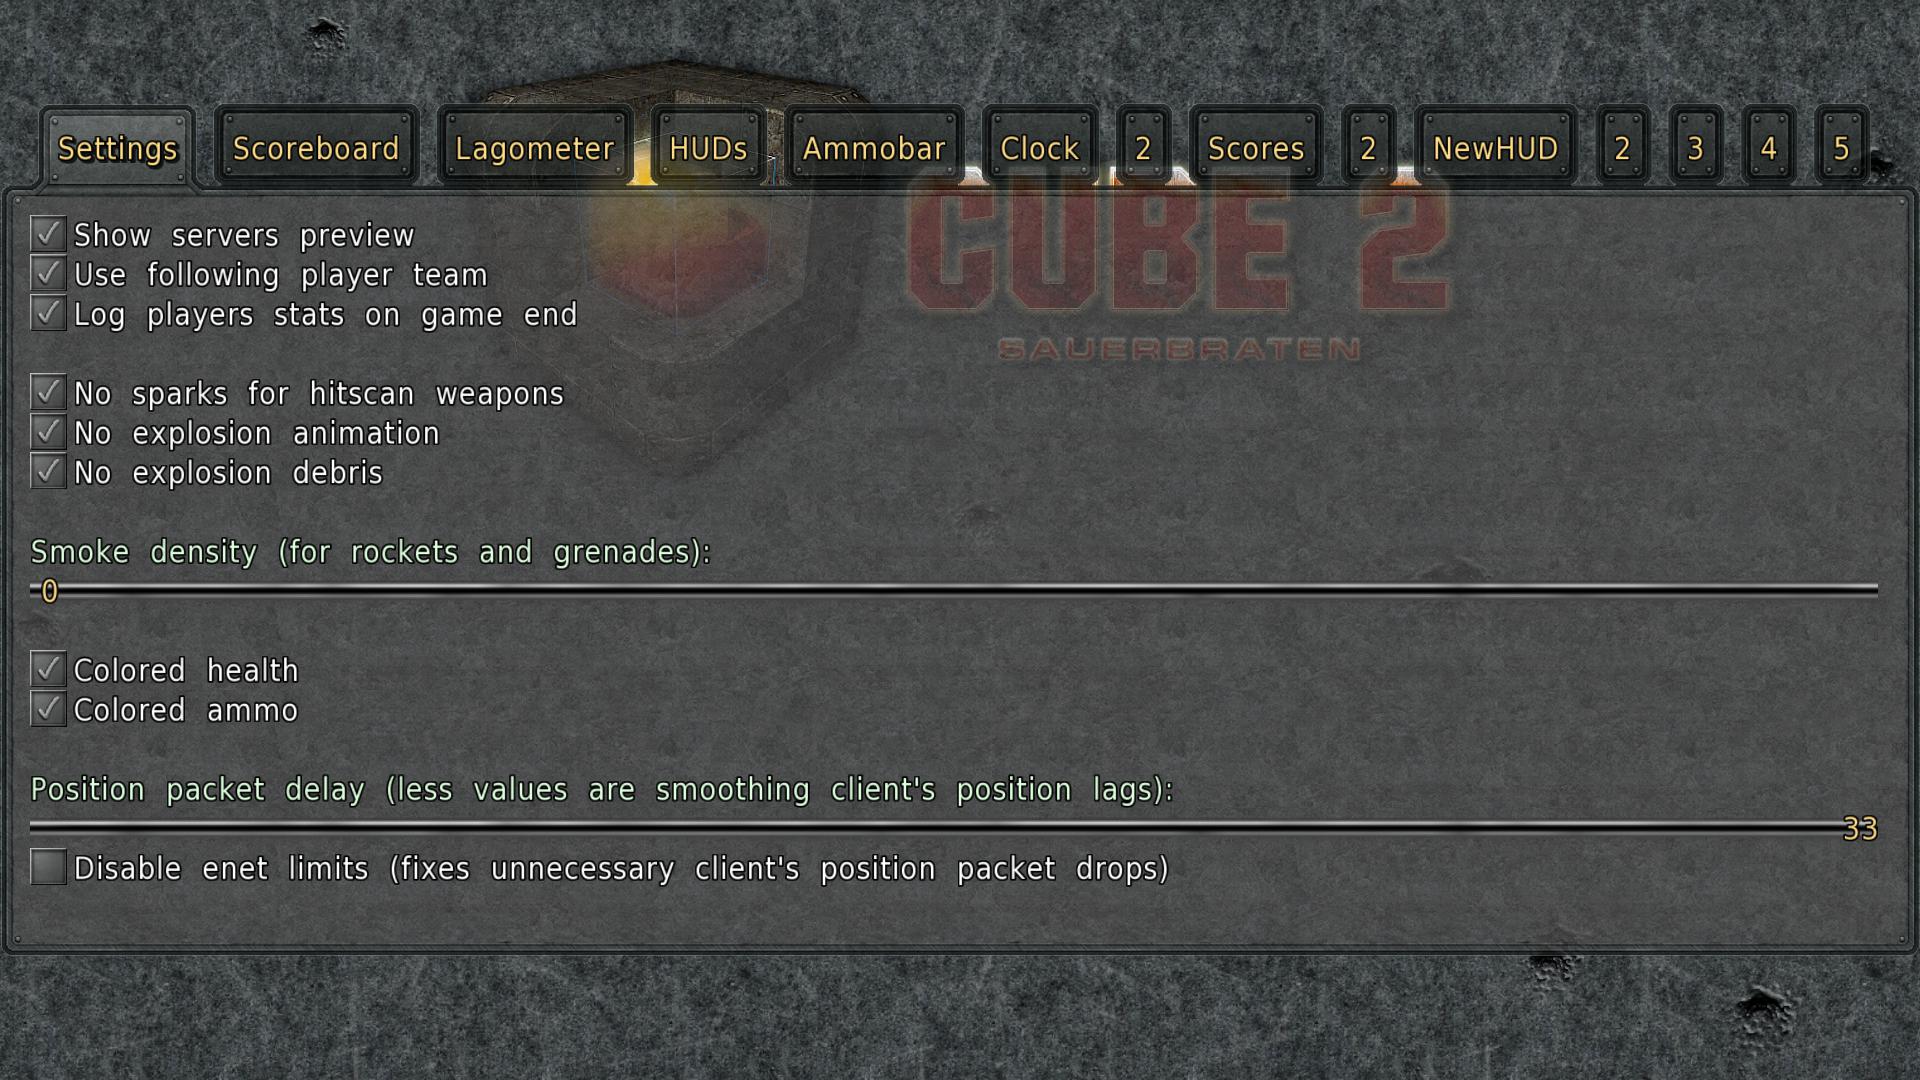 Settings Scoreboard Lagometer HUDs Ammobar Clock 2 Scores 2 NewHUD 2 3 4 5
CUBE 2
SAUERBRATEN
Show servers preview
Use following player team
Log players stats on game end
No sparks for hitscan weapons
No explosion animation
No explosion debris
Smoke density (for rockets and grenades):
0
Colored health
Colored ammo
Position packet delay (less values are smoothing client's position lags):
33
Disable enet limits (fixes unnecessary client's position packet drops)